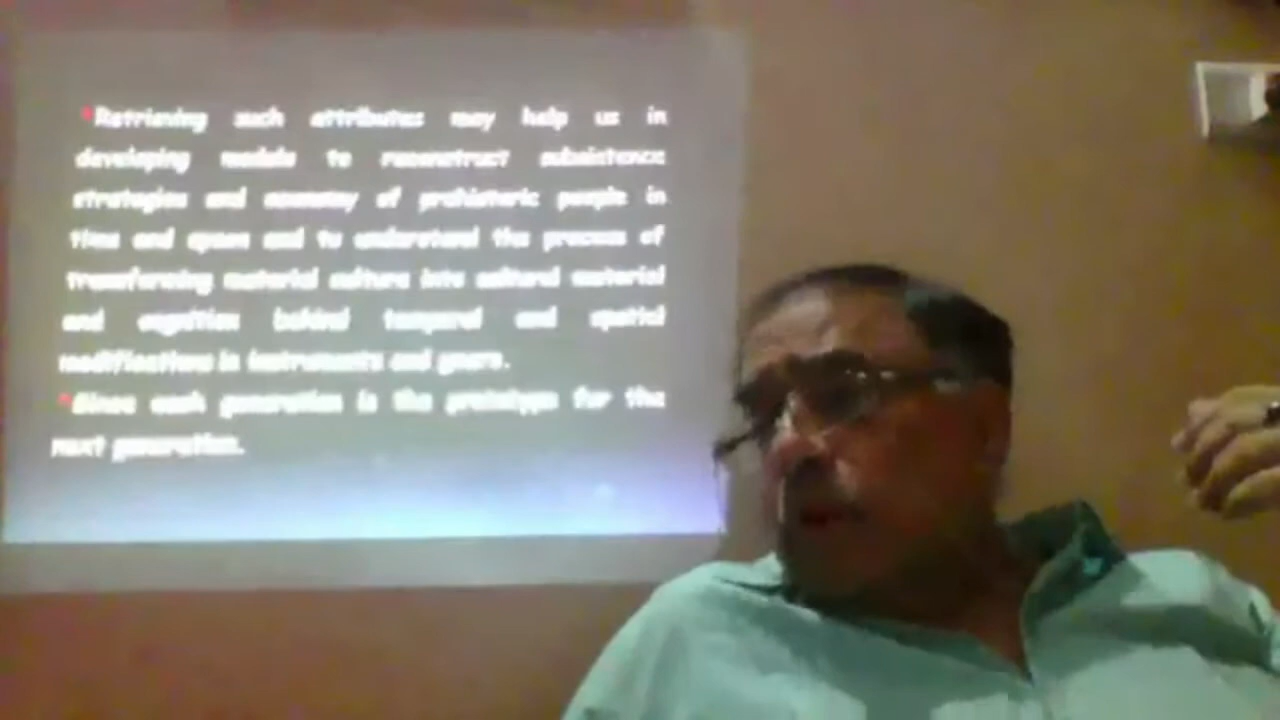 *Retrieving such attributes may help us in
developing models to reconstruct subsistence
strategies and economy of prehistoric people in
time and space and to understand the process of
transforming material culture into cultural material
and cognition behind temporal and spatial
modifications in instruments and gears.
*Since each generation is the prototype for the
next generation.